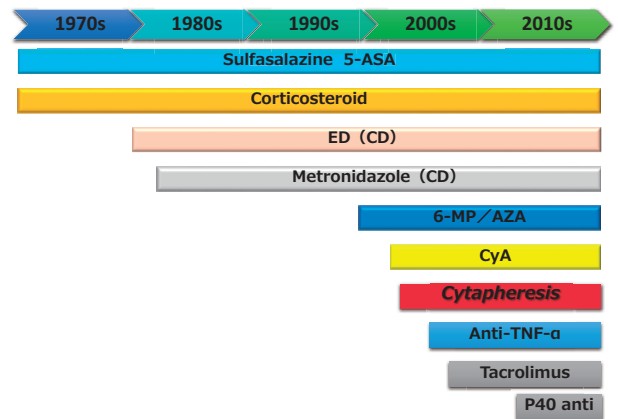 1970s 1980s 1990s 2000s 2010s
Sulfasalazine 5-ASA
Corticosteroid
ED（CD）
Metronidazole（CD）
6-MP／AZA
CyA
Cytapheresis
Anti-TNF-α
Tacrolimus
P40 anti